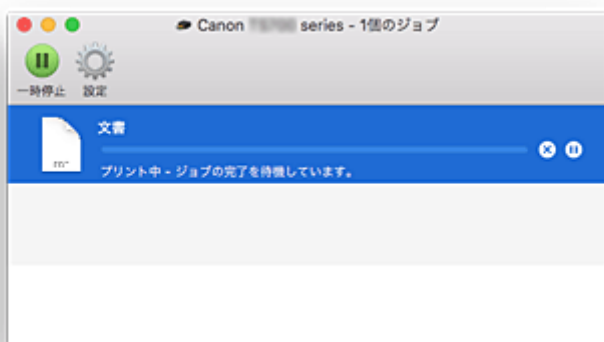 Canon series - 1個のジョブ
一時停止 設定
文書
プリント中 - ジョブの完了を待機しています。